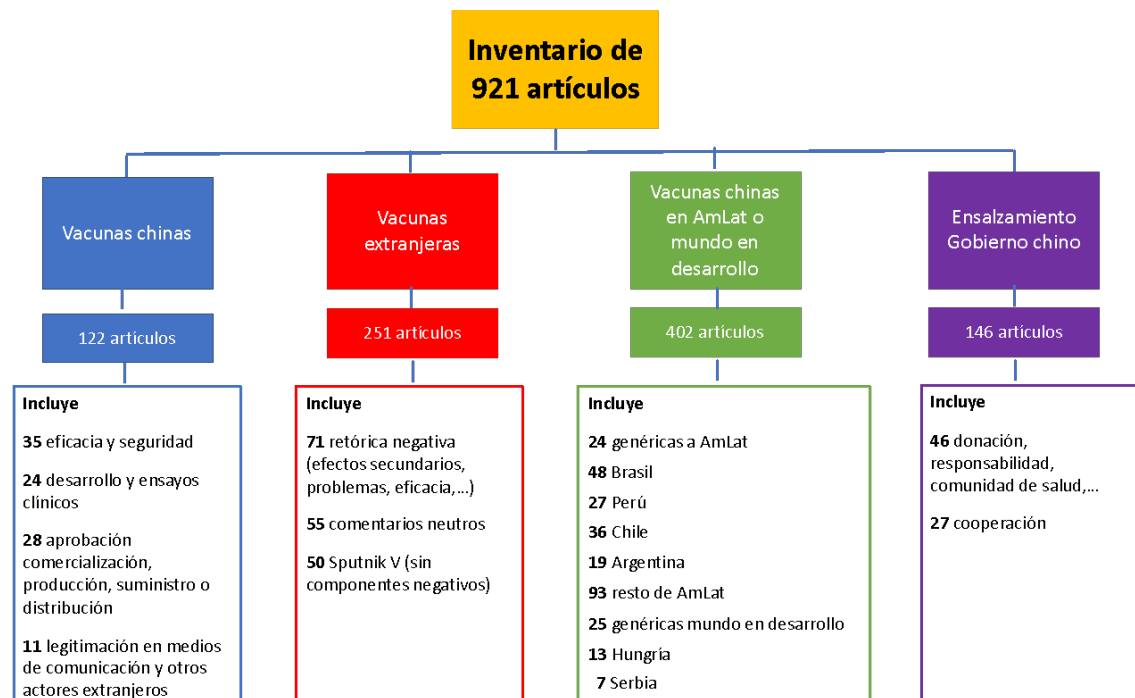 Inventario de
921 artículos
Vacunas chinas
122 artículos
Incluye
35 eficacia y seguridad
24 desarrollo y ensayos
clínicos
28 aprobación
comercialización,
producción, suministro o
distribución
11 legitimación en medios
de comunicación y otros
actores extranjeros
Vacunas
extranjeras
251 artículos
Incluye
71 retórica negativa
(efectos secundarios,
problemas, eficacia,...)
55 comentarios neutros
50 Sputnik V (sin
componentes negativos)
Vacunas chinas
en AmLat o
mundo en
desarrollo
402 artículos
Incluye
24 genéricas a AmLat
48 Brasil
27 Perú
36 Chile
19 Argentina
93 resto de AmLat
25 genéricas mundo en desarrollo
13 Hungría
7 Serbia
Ensalzamiento
Gobierno chino
146 artículos
Incluye
46 donación,
responsabilidad,
comunidad de salud,...
27 cooperación